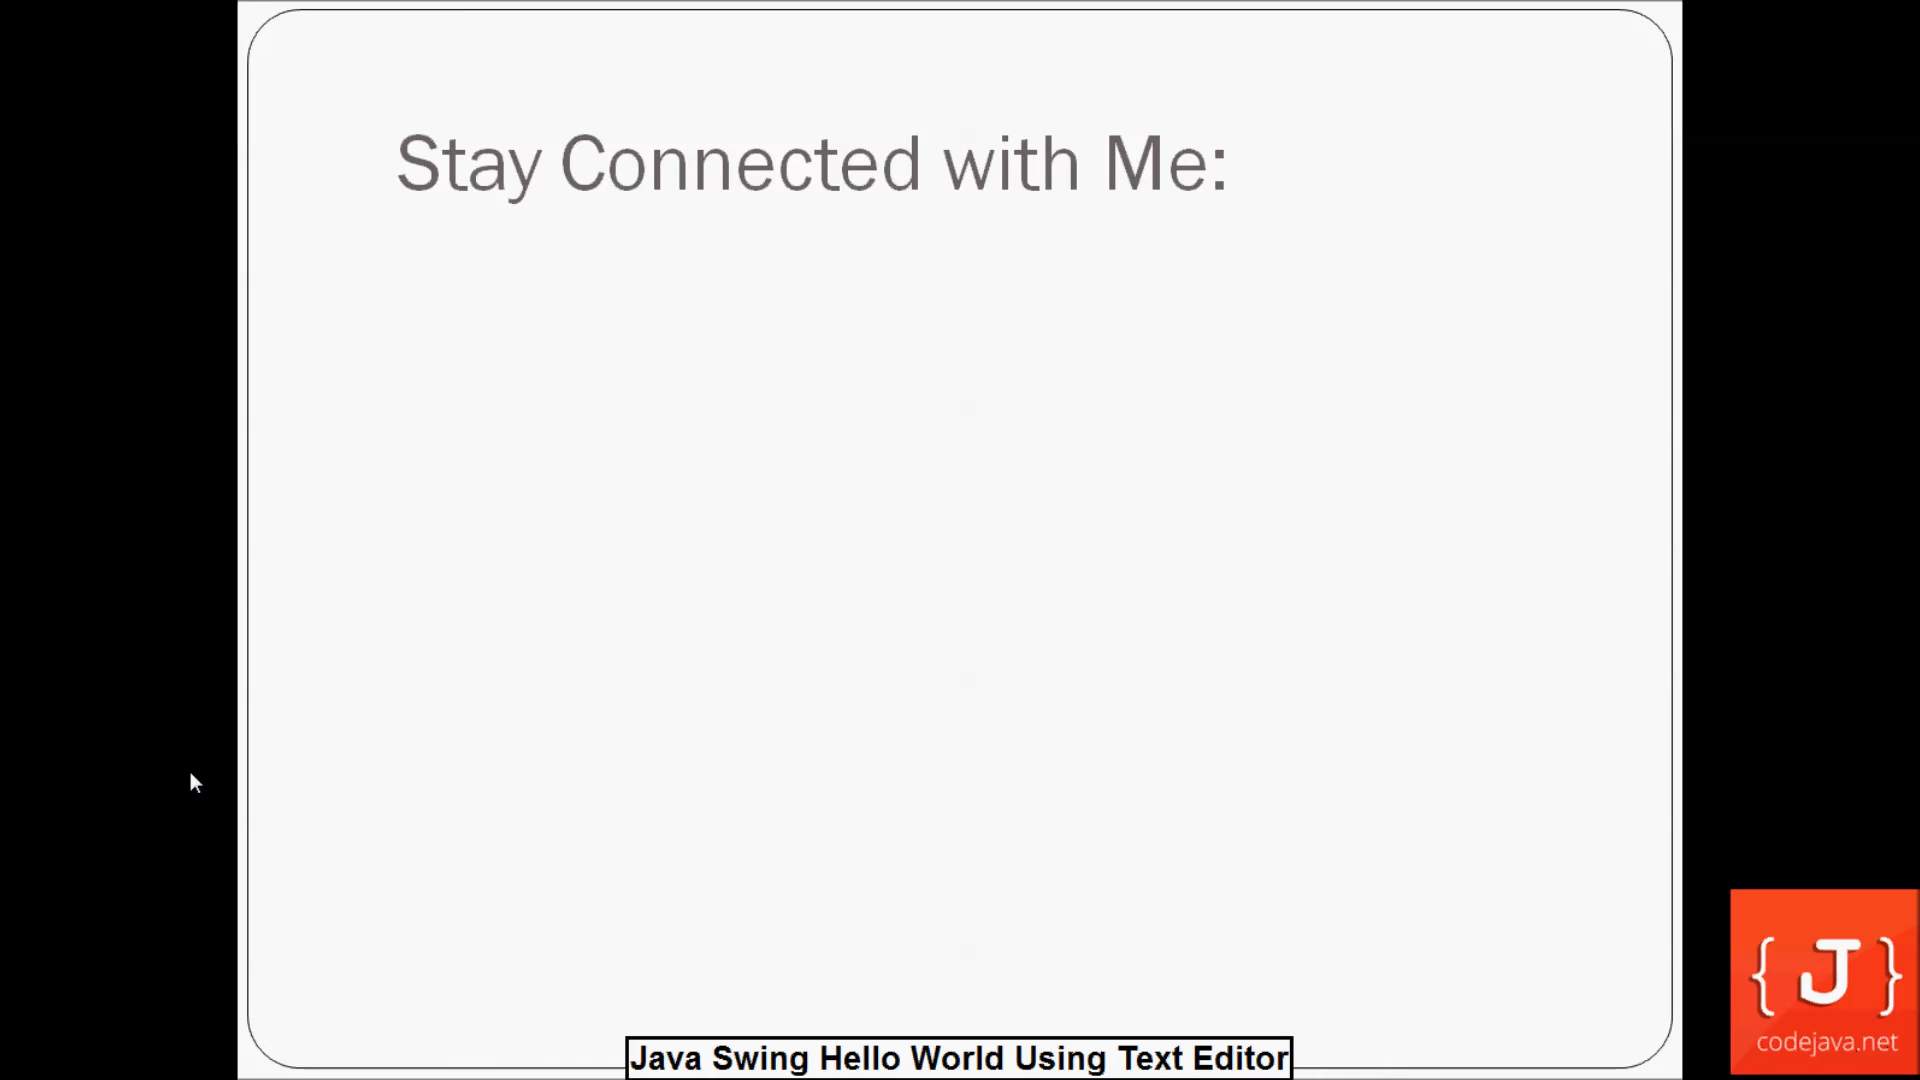 Stay Connected with Me:
Java Swing Hello World Using Text Editor
{ J }
codejava.net